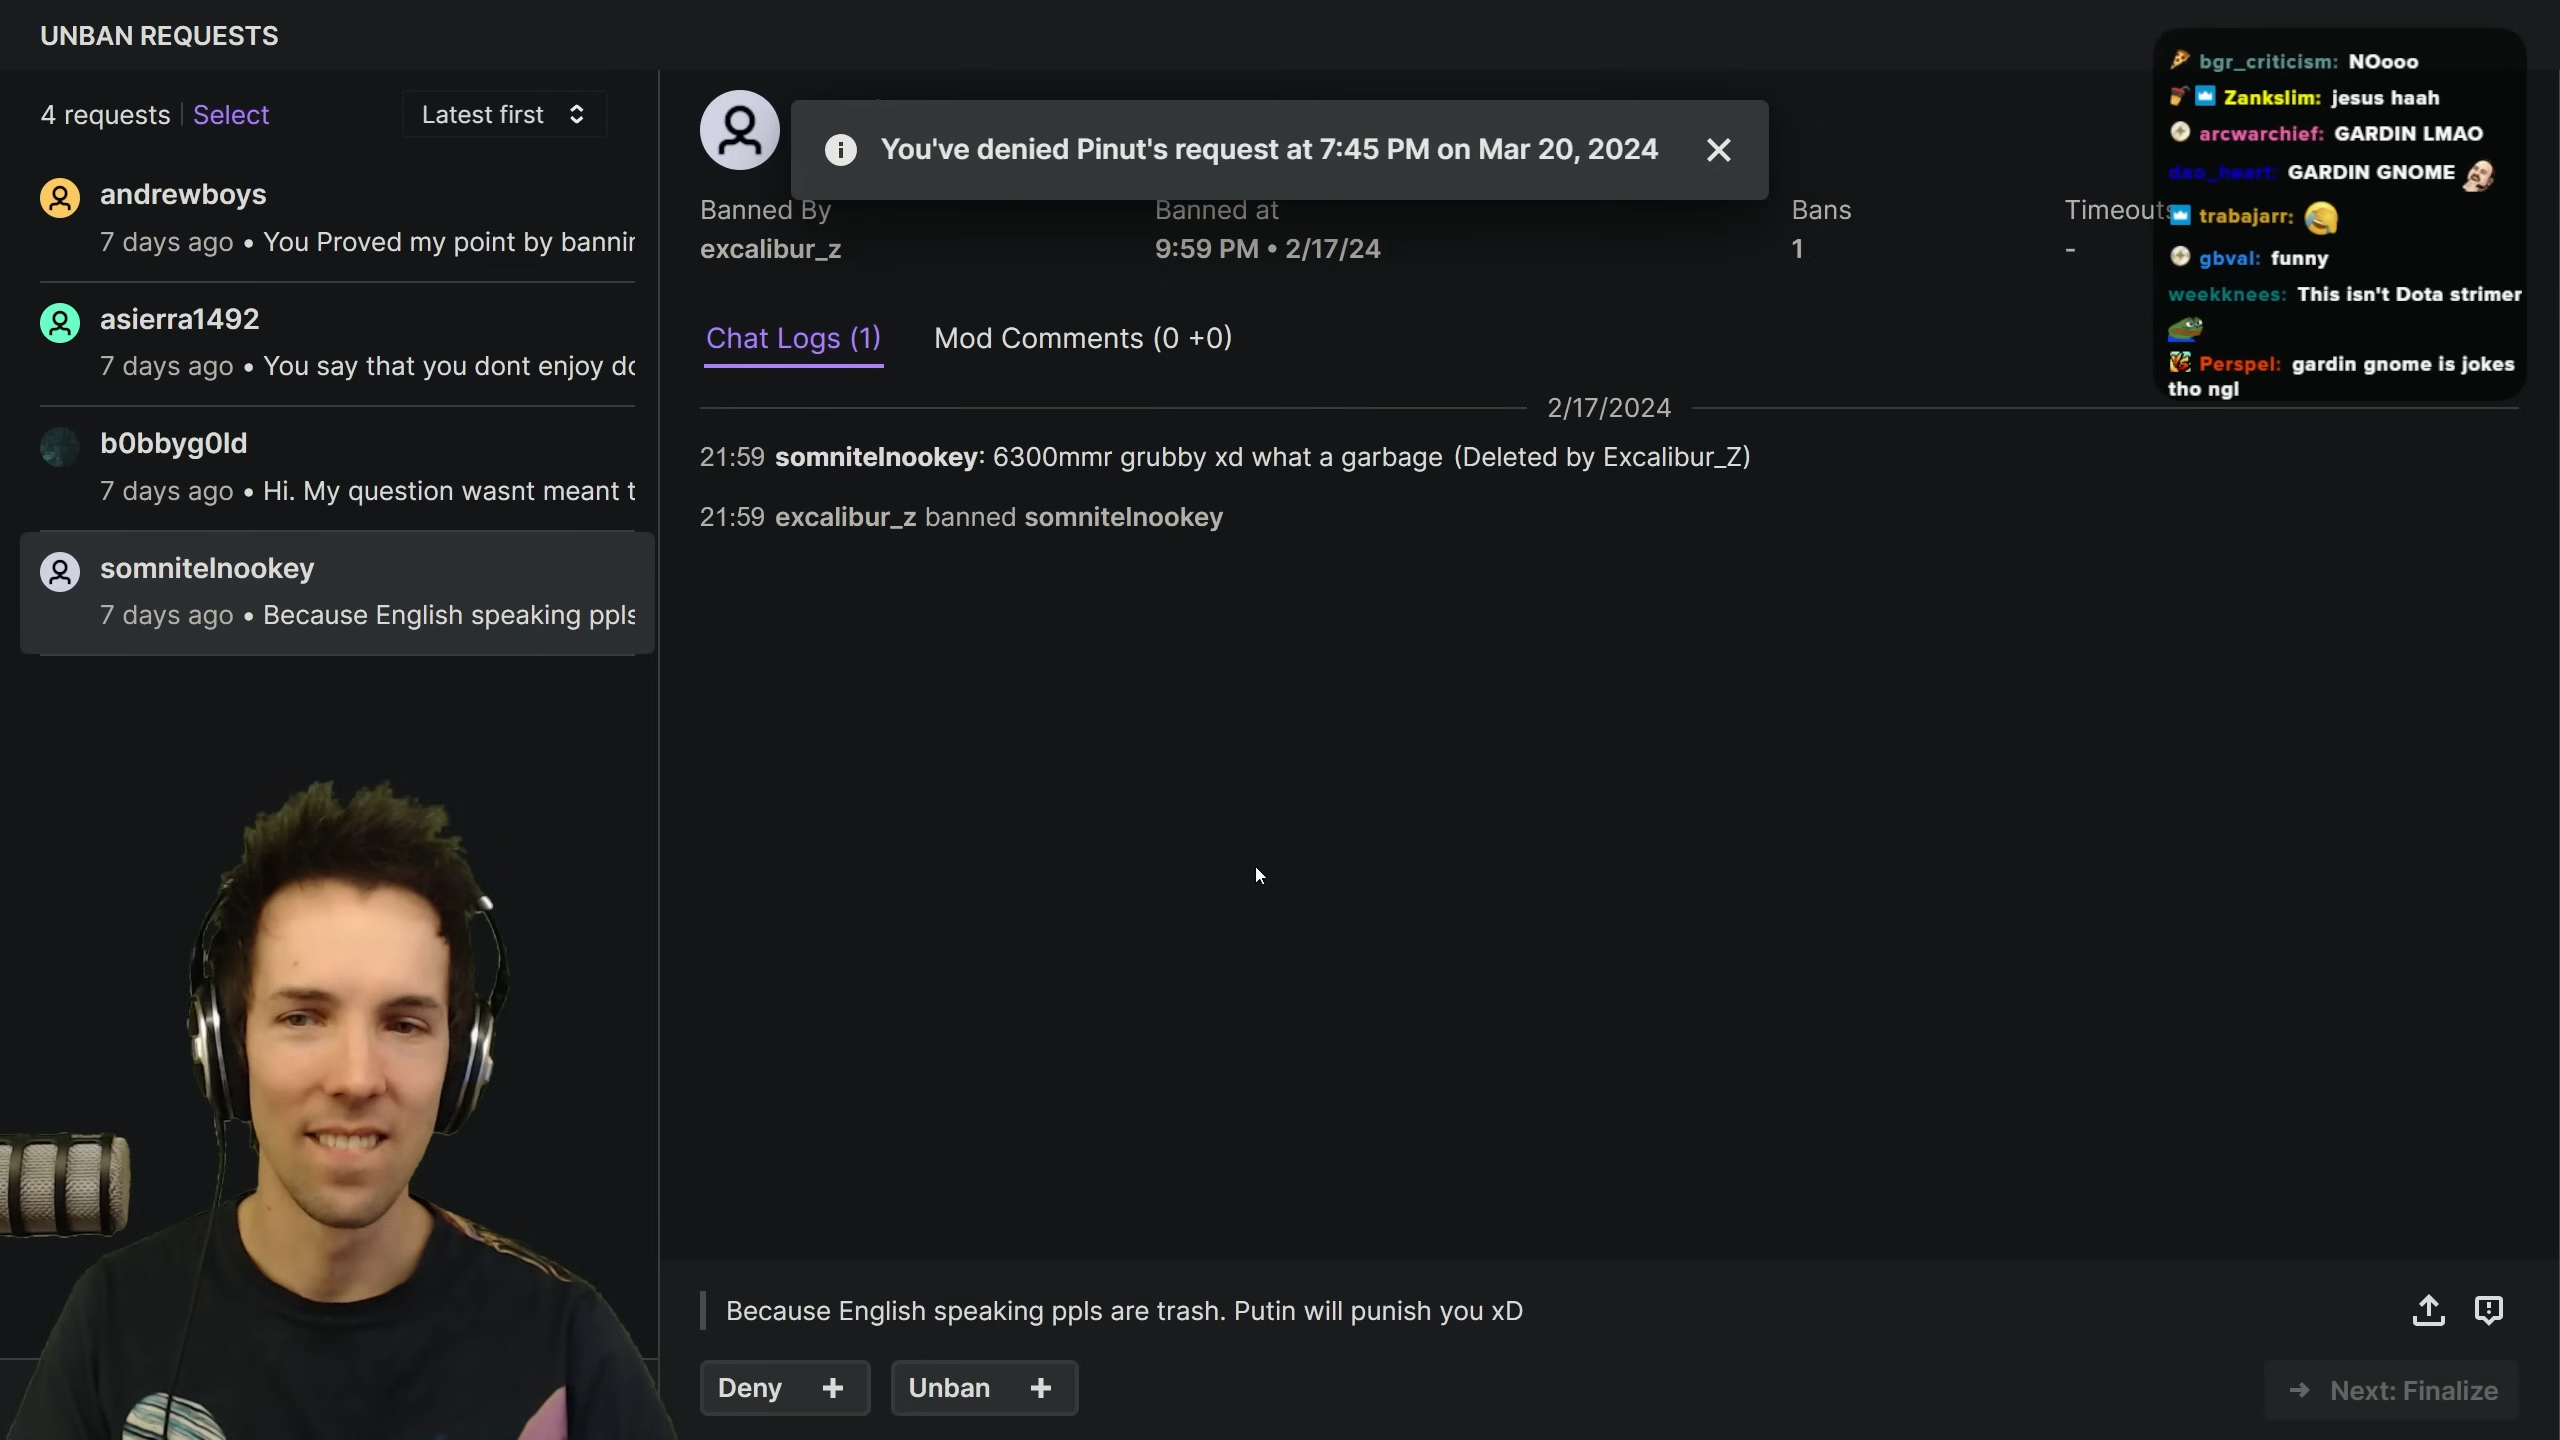 UNBAN REQUESTS
4 requests | Select
Latest first
andrewboys
7 days ago • You Proved my point by bannin
asierra1492
7 days ago • You say that you dont enjoy do
b0bbyg0ld
7 days ago • Hi. My question wasnt meant t
somnitelnookey
7 days ago • Because English speaking ppls
You've denied Pinut's request at 7:45 PM on Mar 20, 2024
Banned By
excalibur_z
Banned at
9:59 PM • 2/17/24
Bans
1
Timeouts
-
Chat Logs (1)
Mod Comments (0 +0)
2/17/2024
21:59 somnitelnookey: 6300mmr grubby xd what a garbage (Deleted by Excalibur_Z)
21:59 excalibur_z banned somnitelnookey
Because English speaking ppls are trash. Putin will punish you xD
Deny +
Unban +
Next: Finalize
bgr_criticism: NOooo
Zankslim: jesus haah
arcwarchief: GARDIN LMAO
dao_heart: GARDIN GNOME
trabajarr:
gbval: funny
weekknees: This isn't Dota strimer
Perspel: gardin gnome is jokes
tho ngl